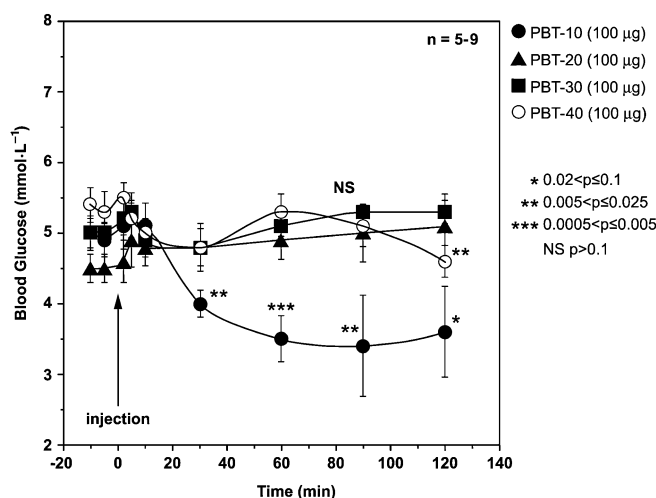 8
7
6
5
4
3
2
-20
0
20
40
60
80
100
120
140
Blood Glucose (mmol·L⁻¹)
Time (min)
n = 5-9
NS
**
***
**
*
**
injection
PBT-10 (100 µg)
PBT-20 (100 µg)
PBT-30 (100 µg)
PBT-40 (100 µg)
* 0.02<p≤0.1
** 0.005<p≤0.025
*** 0.0005<p≤0.005
NS p>0.1